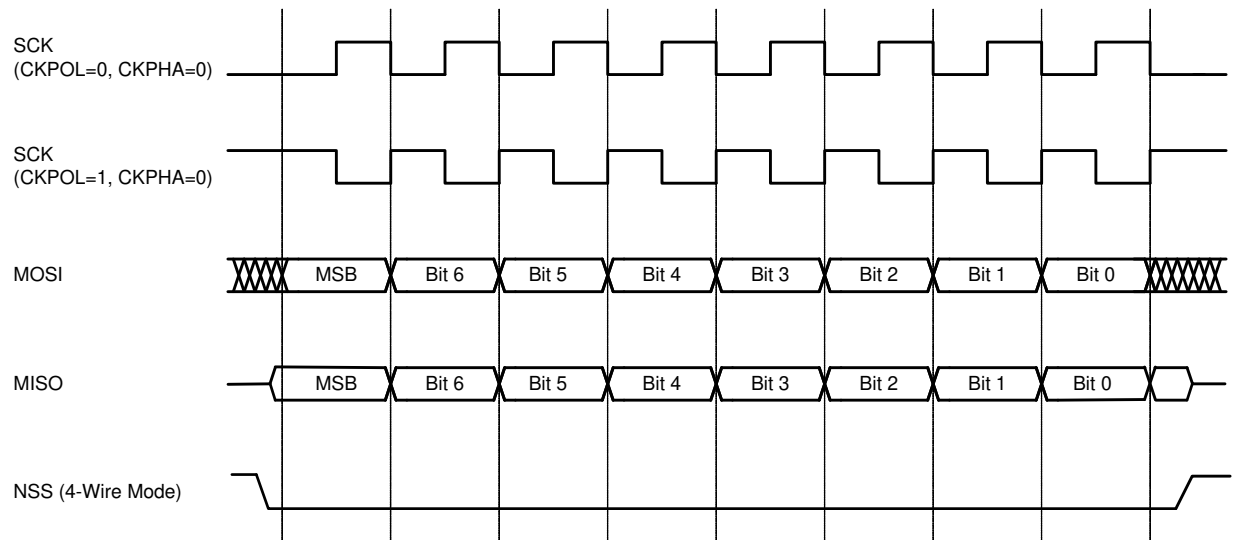 SCK
(CKPOL=0, CKPHA=0)
SCK
(CKPOL=1, CKPHA=0)
MOSI
MSB Bit 6 Bit 5 Bit 4 Bit 3 Bit 2 Bit 1 Bit 0
MISO
MSB Bit 6 Bit 5 Bit 4 Bit 3 Bit 2 Bit 1 Bit 0
NSS (4-Wire Mode)